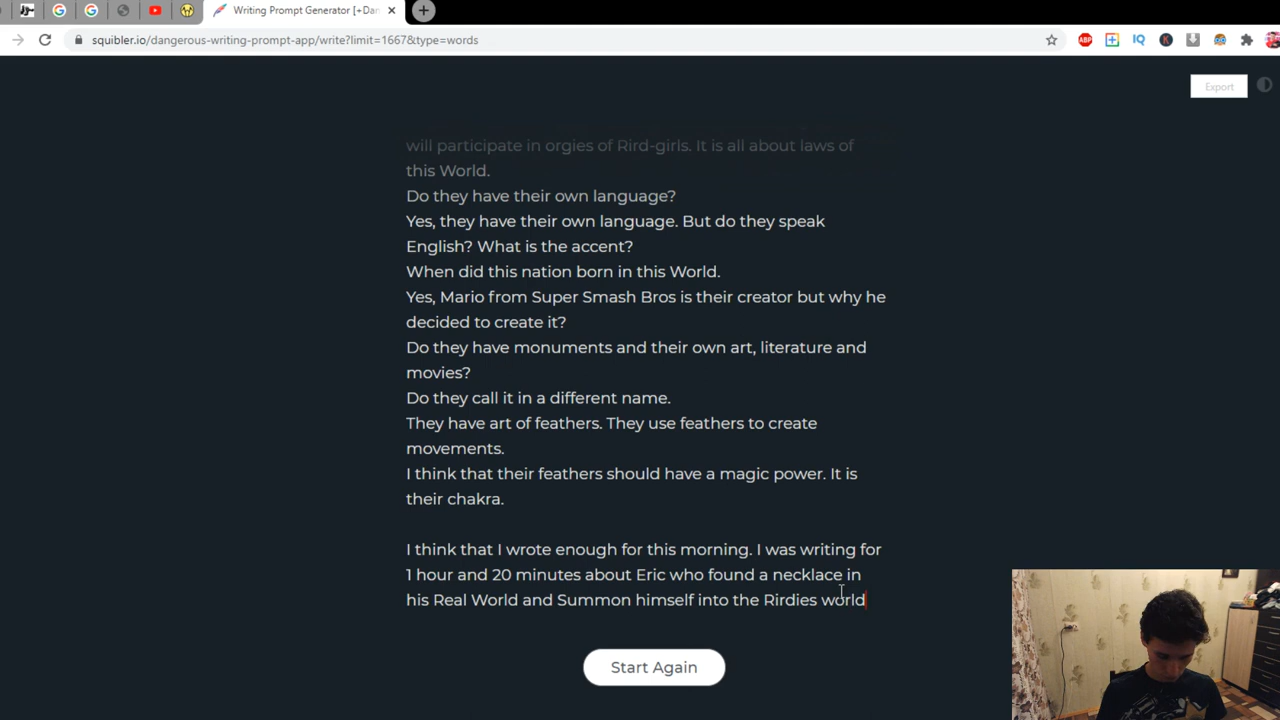 Writing Prompt Generator [+Dan
squibler.io/dangerous-writing-prompt-app/write?limit=1667&type=words
ABP
IQ
K
Export
will participate in orgies of Rird-girls. It is all about laws of
this World.
Do they have their own language?
Yes, they have their own language. But do they speak
English? What is the accent?
When did this nation born in this World.
Yes, Mario from Super Smash Bros is their creator but why he
decided to create it?
Do they have monuments and their own art, literature and
movies?
Do they call it in a different name.
They have art of feathers. They use feathers to create
movements.
I think that their feathers should have a magic power. It is
their chakra.
I think that I wrote enough for this morning. I was writing for
1 hour and 20 minutes about Eric who found a necklace in
his Real World and Summon himself into the Rirdies world
Start Again